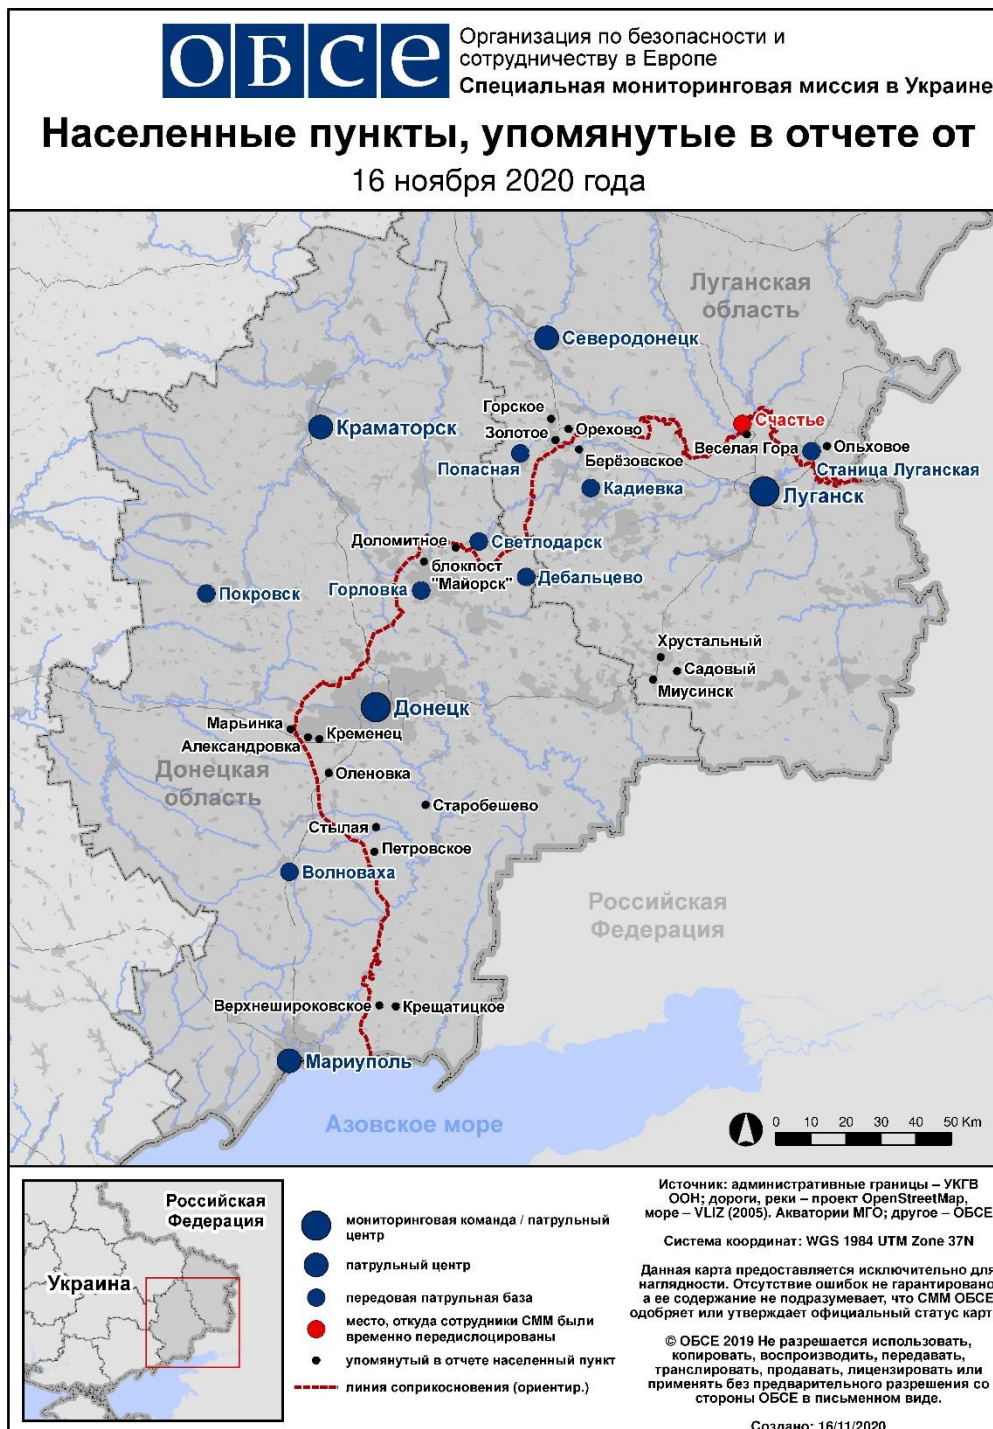 ОБСЕ
Организация по безопасности и
сотрудничеству в Европе
Специальная мониторинговая миссия в Украине
Населенные пункты, упомянутые в отчете от
16 ноября 2020 года
Луганская
область
Северодонецк
Горское
Орехово
Золотое
Краматорск
Попасная
Берёзовское
Кадиевка
Счастье
Веселая Гора
Ольховое
Станица Луганская
Луганск
Доломитное
Светлодарск
блокпост
"Майорск"
Горловка
Дебальцево
Покровск
Хрустальный
Садовый
Миусинск
Донецк
Марьинка
Александровка
Кременец
Донецкая
область
Оленовка
Старобешево
Стылая
Петровское
Волноваха
Российская
Федерация
Верхнешироковское
Крещатицкое
Мариуполь
Азовское море
0 10 20 30 40 50 Km
Российская
Федерация
Украина
мониторинговая команда / патрульный
центр
патрульный центр
передовая патрульная база
место, откуда сотрудники СММ были
временно передислоцированы
упомянутый в отчете населенный пункт
линия соприкосновения (ориентир.)
Источник: административные границы – УКГВ
ООН; дороги, реки – проект OpenStreetMap,
море – VLIZ (2005). Акватории МГО; другое – ОБСЕ
Система координат: WGS 1984 UTM Zone 37N
Данная карта предоставляется исключительно для
наглядности. Отсутствие ошибок не гарантировано
а ее содержание не подразумевает, что СММ ОБСЕ
одобряет или утверждает официальный статус карт
© ОБСЕ 2019 Не разрешается использовать,
копировать, воспроизводить, передавать,
транслировать, продавать, лицензировать или
применять без предварительного разрешения со
стороны ОБСЕ в письменном виде.
Создано: 16/11/2020